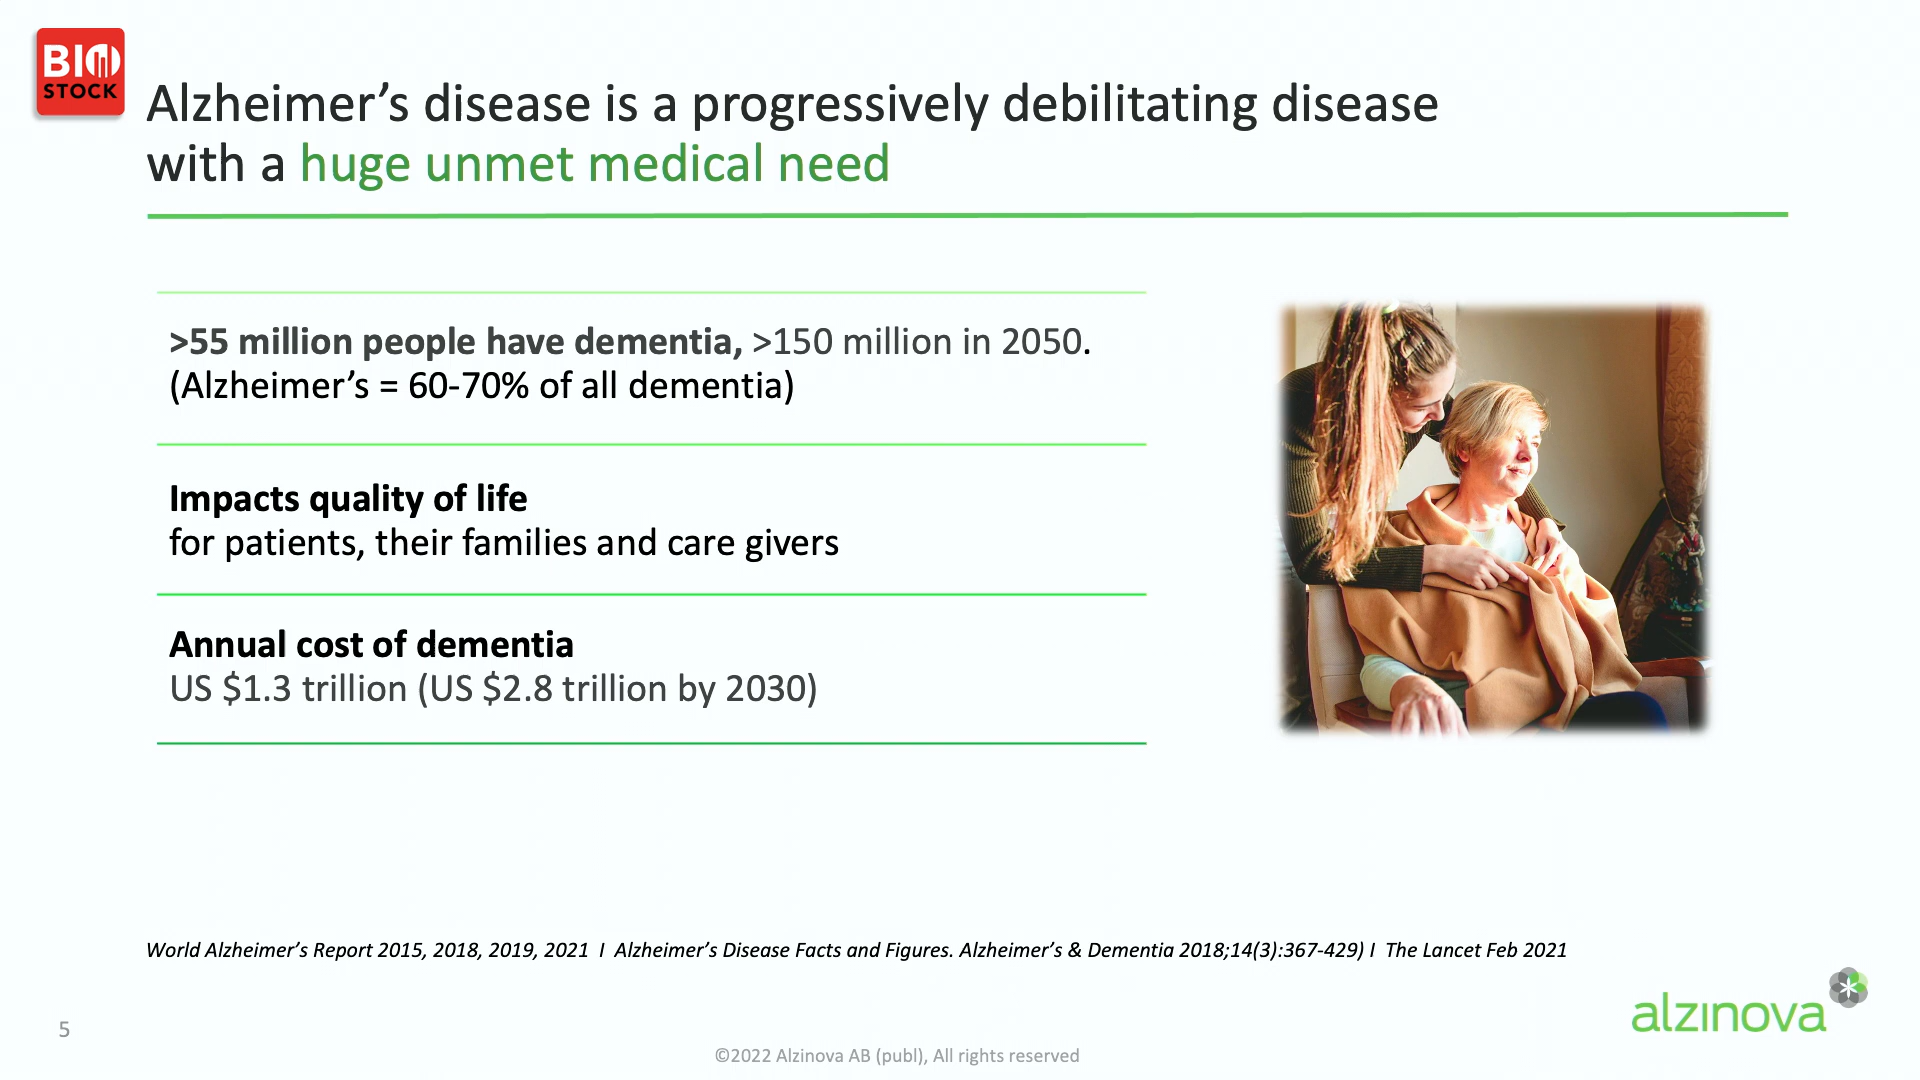 BIO
STOCK
Alzheimer’s disease is a progressively debilitating disease
with a huge unmet medical need
>55 million people have dementia, >150 million in 2050.
(Alzheimer’s = 60-70% of all dementia)
Impacts quality of life
for patients, their families and care givers
Annual cost of dementia
US $1.3 trillion (US $2.8 trillion by 2030)
World Alzheimer’s Report 2015, 2018, 2019, 2021 I Alzheimer’s Disease Facts and Figures. Alzheimer’s & Dementia 2018;14(3):367-429) I The Lancet Feb 2021
alzinova
5
©2022 Alzinova AB (publ), All rights reserved